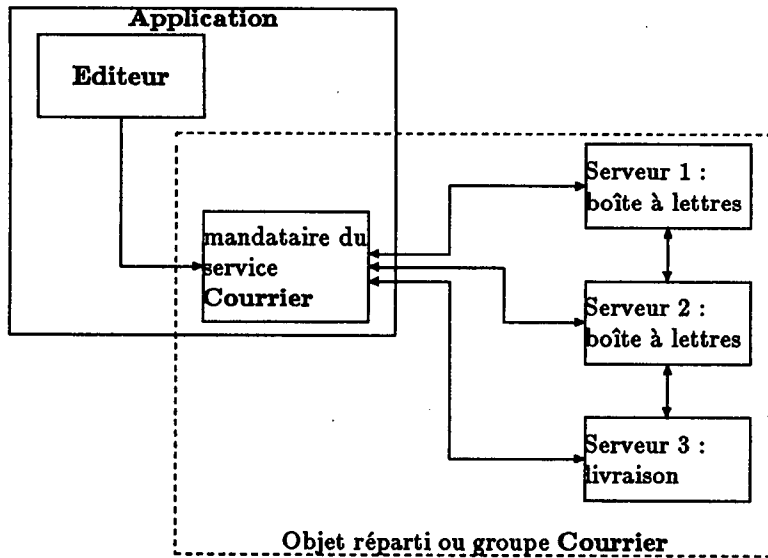 Application
Editeur
mandataire du
service
Courrier
Serveur 1 :
boîte à lettres
Serveur 2 :
boîte à lettres
Serveur 3 :
livraison
Objet réparti ou groupe Courrier